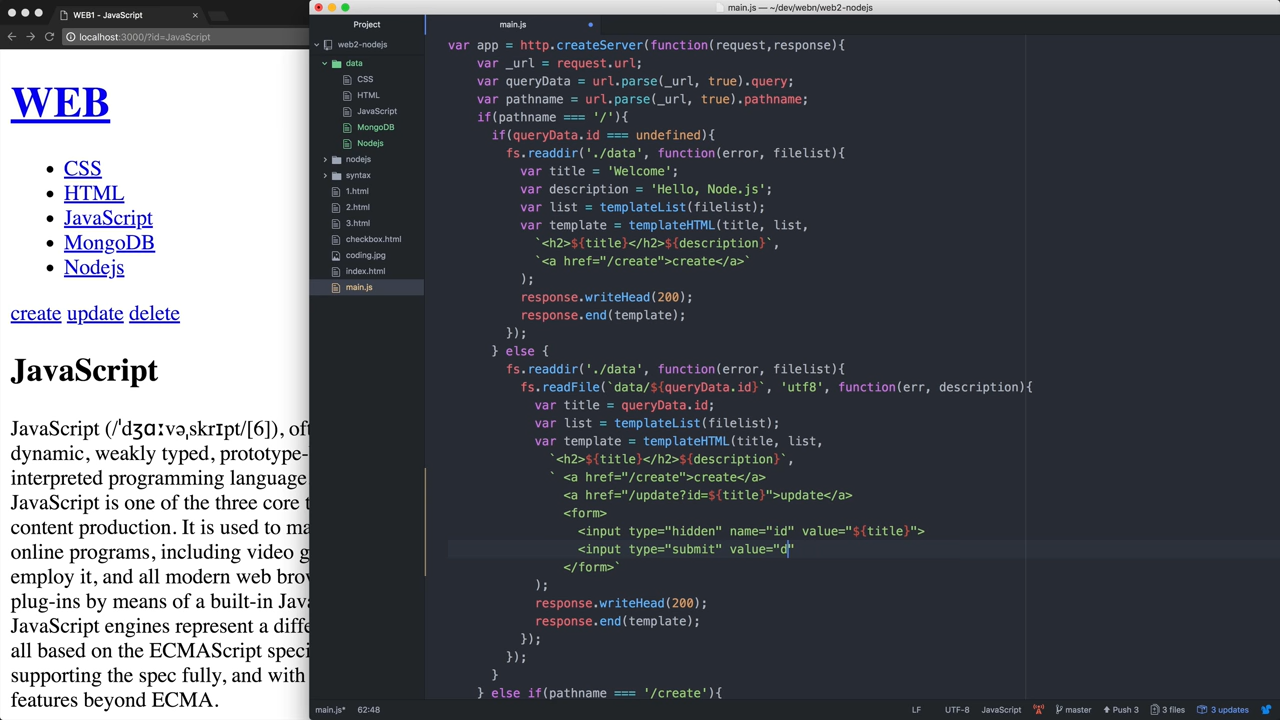 WEB1 - JavaScript
localhost:3000/?id=JavaScript
WEB
CSS
HTML
JavaScript
MongoDB
Nodejs
create update delete
JavaScript
JavaScript (/ˈdʒɑːvəˌskrɪpt/[6]), oft
dynamic, weakly typed, prototype-
interpreted programming language
JavaScript is one of the three core t
content production. It is used to ma
online programs, including video g
employ it, and all modern web brow
plug-ins by means of a built-in Java
JavaScript engines represent a diffe
all based on the ECMAScript speci
supporting the spec fully, and with
features beyond ECMA.
main.js — ~/dev/webn/web2-nodejs
Project
web2-nodejs
data
CSS
HTML
JavaScript
MongoDB
Nodejs
nodejs
syntax
1.html
2.html
3.html
checkbox.html
coding.jpg
index.html
main.js
main.js
var app = http.createServer(function(request,response){
var _url = request.url;
var queryData = url.parse(_url, true).query;
var pathname = url.parse(_url, true).pathname;
if(pathname === '/'){
if(queryData.id === undefined){
fs.readdir('./data', function(error, filelist){
var title = 'Welcome';
var description = 'Hello, Node.js';
var list = templateList(filelist);
var template = templateHTML(title, list,
`<h2>${title}</h2>${description}`,
`<a href="/create">create</a>`
);
response.writeHead(200);
response.end(template);
});
} else {
fs.readdir('./data', function(error, filelist){
fs.readFile(`data/${queryData.id}`, 'utf8', function(err, description){
var title = queryData.id;
var list = templateList(filelist);
var template = templateHTML(title, list,
`<h2>${title}</h2>${description}`,
` <a href="/create">create</a>
<a href="/update?id=${title}">update</a>
<form>
<input type="hidden" name="id" value="${title}">
<input type="submit" value="d"
</form>`
);
response.writeHead(200);
response.end(template);
});
});
}
} else if(pathname === '/create'){
main.js* 62:48
LF UTF-8 JavaScript master Push 3 3 files 3 updates